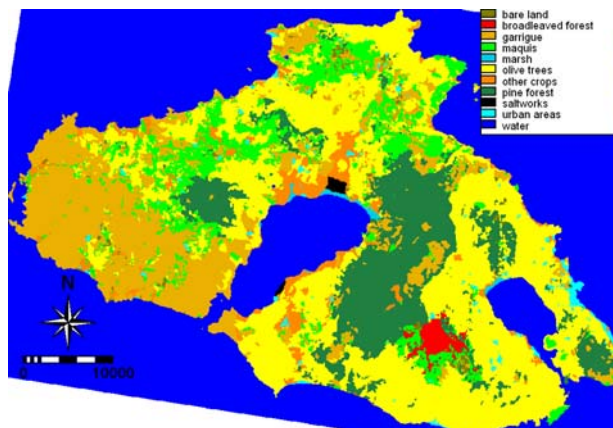 bare land
broadleaved forest
garrigue
maquis
marsh
olive trees
other crops
pine forest
saltworks
urban areas
water
N
0 10000